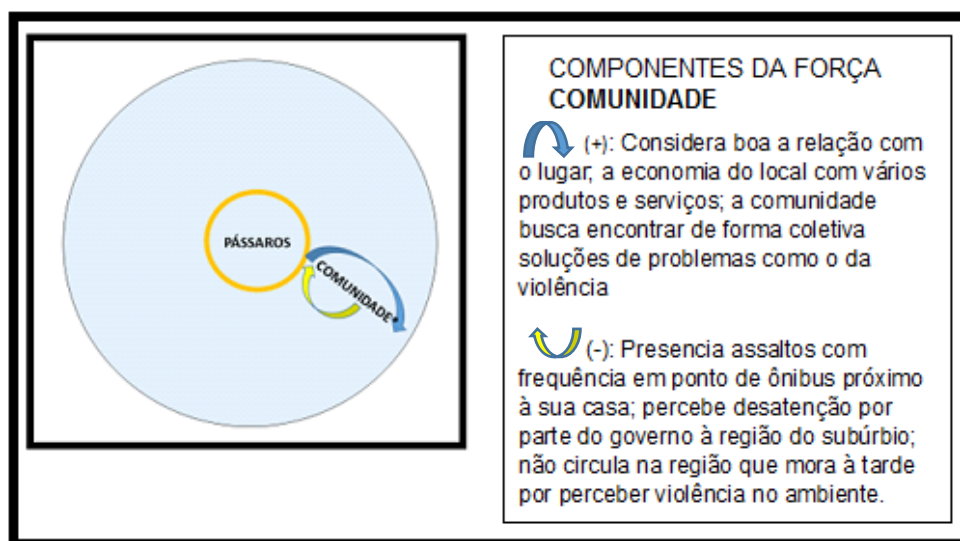 PÁSSAROS
COMUNIDADE*
COMPONENTES DA FORÇA
COMUNIDADE
(+): Considera boa a relação com
o lugar; a economia do local com vários
produtos e serviços; a comunidade
busca encontrar de forma coletiva
soluções de problemas como o da
violência
(-): Presencia assaltos com
frequência em ponto de ônibus próximo
à sua casa; percebe desatenção por
parte do governo à região do subúrbio;
não circula na região que mora à tarde
por perceber violência no ambiente.